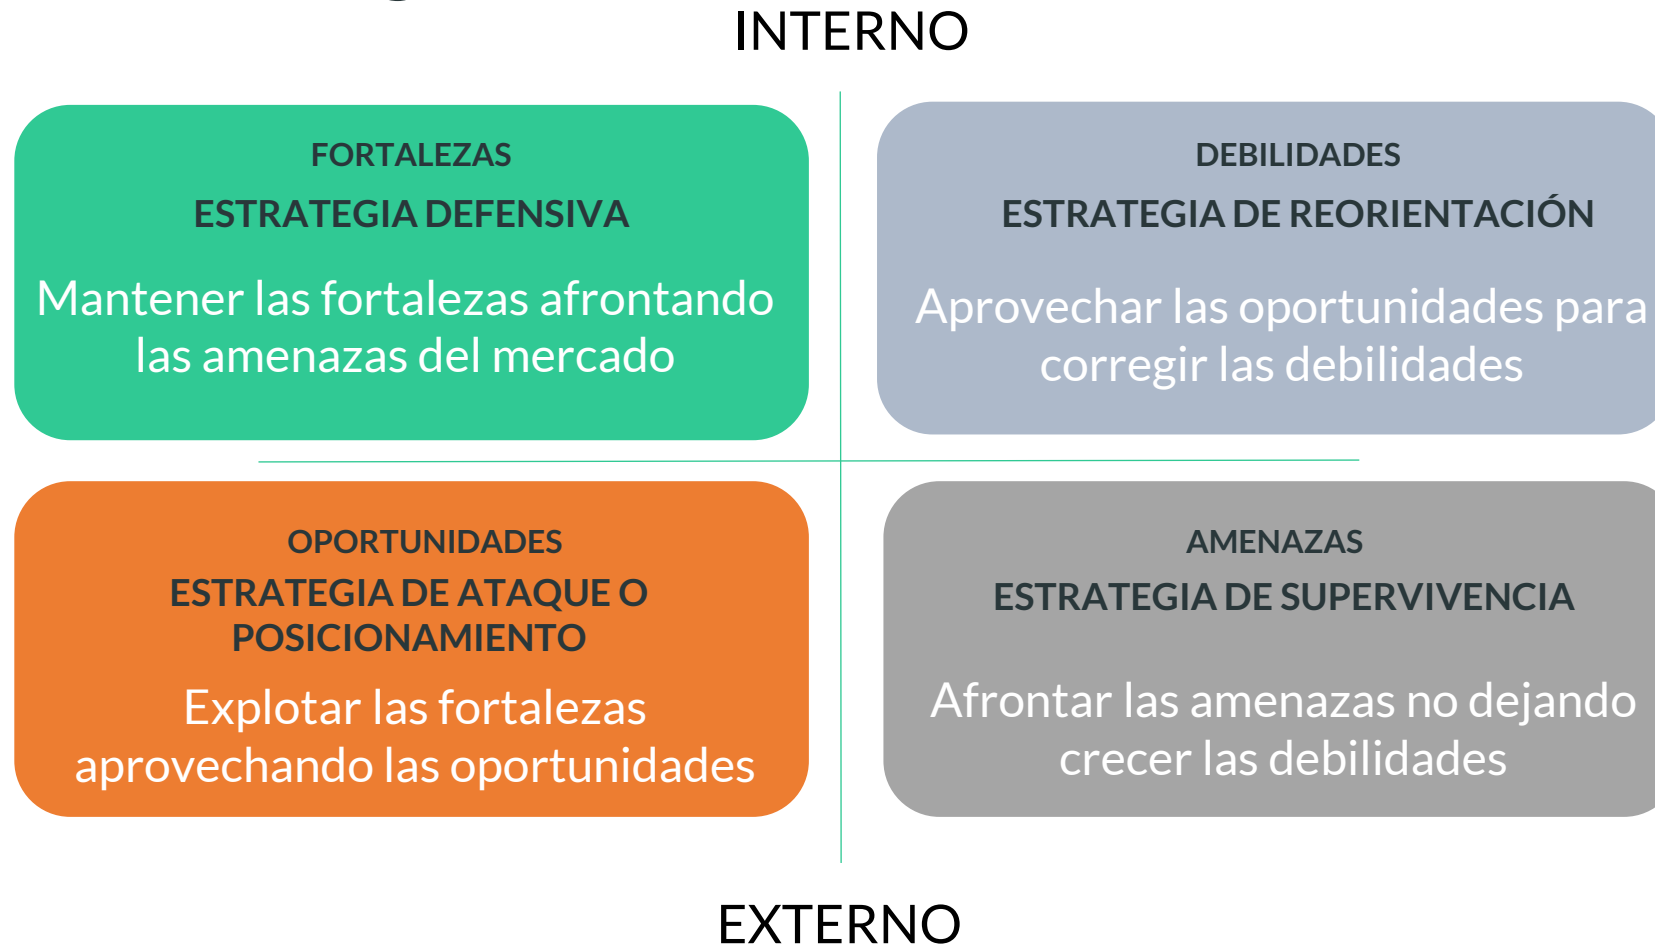 INTERNO
FORTALEZAS
ESTRATEGIA DEFENSIVA
Mantener las fortalezas afrontando
las amenazas del mercado
DEBILIDADES
ESTRATEGIA DE REORIENTACIÓN
Aprovechar las oportunidades para
corregir las debilidades
OPORTUNIDADES
ESTRATEGIA DE ATAQUE O
POSICIONAMIENTO
Explotar las fortalezas
aprovechando las oportunidades
AMENAZAS
ESTRATEGIA DE SUPERVIVENCIA
Afrontar las amenazas no dejando
crecer las debilidades
EXTERNO